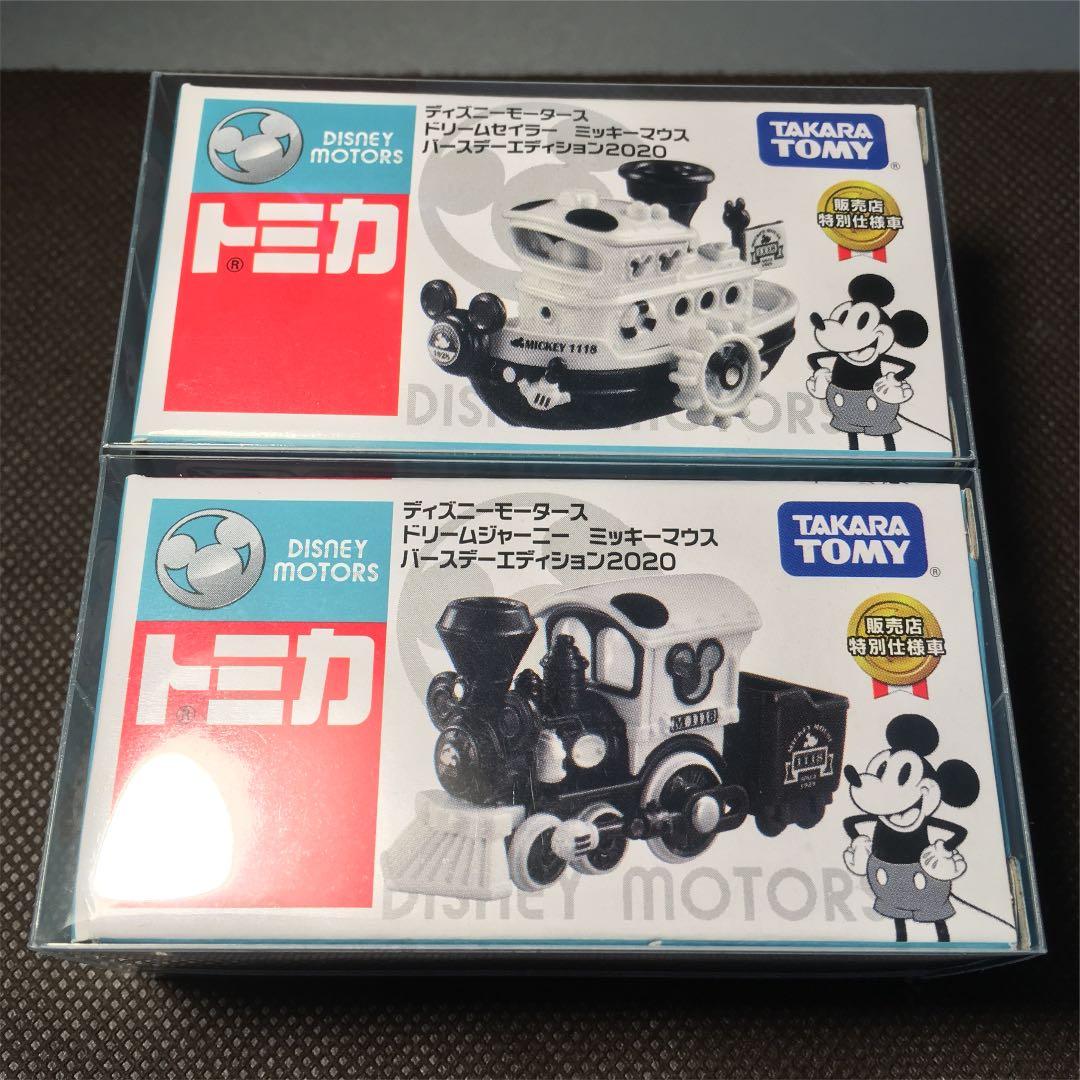 DISNEY
MOTORS
トミカ
®
ディズニーモータース
ドリームセイラー ミッキーマウス
バースデーエディション2020
TAKARA
TOMY
®
販売店
特別仕様車
1118
1928
MICKEY 1118
DISNEY MOTORS
DISNEY
MOTORS
トミカ
®
ディズニーモータース
ドリームジャーニー ミッキーマウス
バースデーエディション2020
TAKARA
TOMY
®
販売店
特別仕様車
M 1118
MICKEY MOUSE
1118
SINCE
1928
DISNEY MOTORS